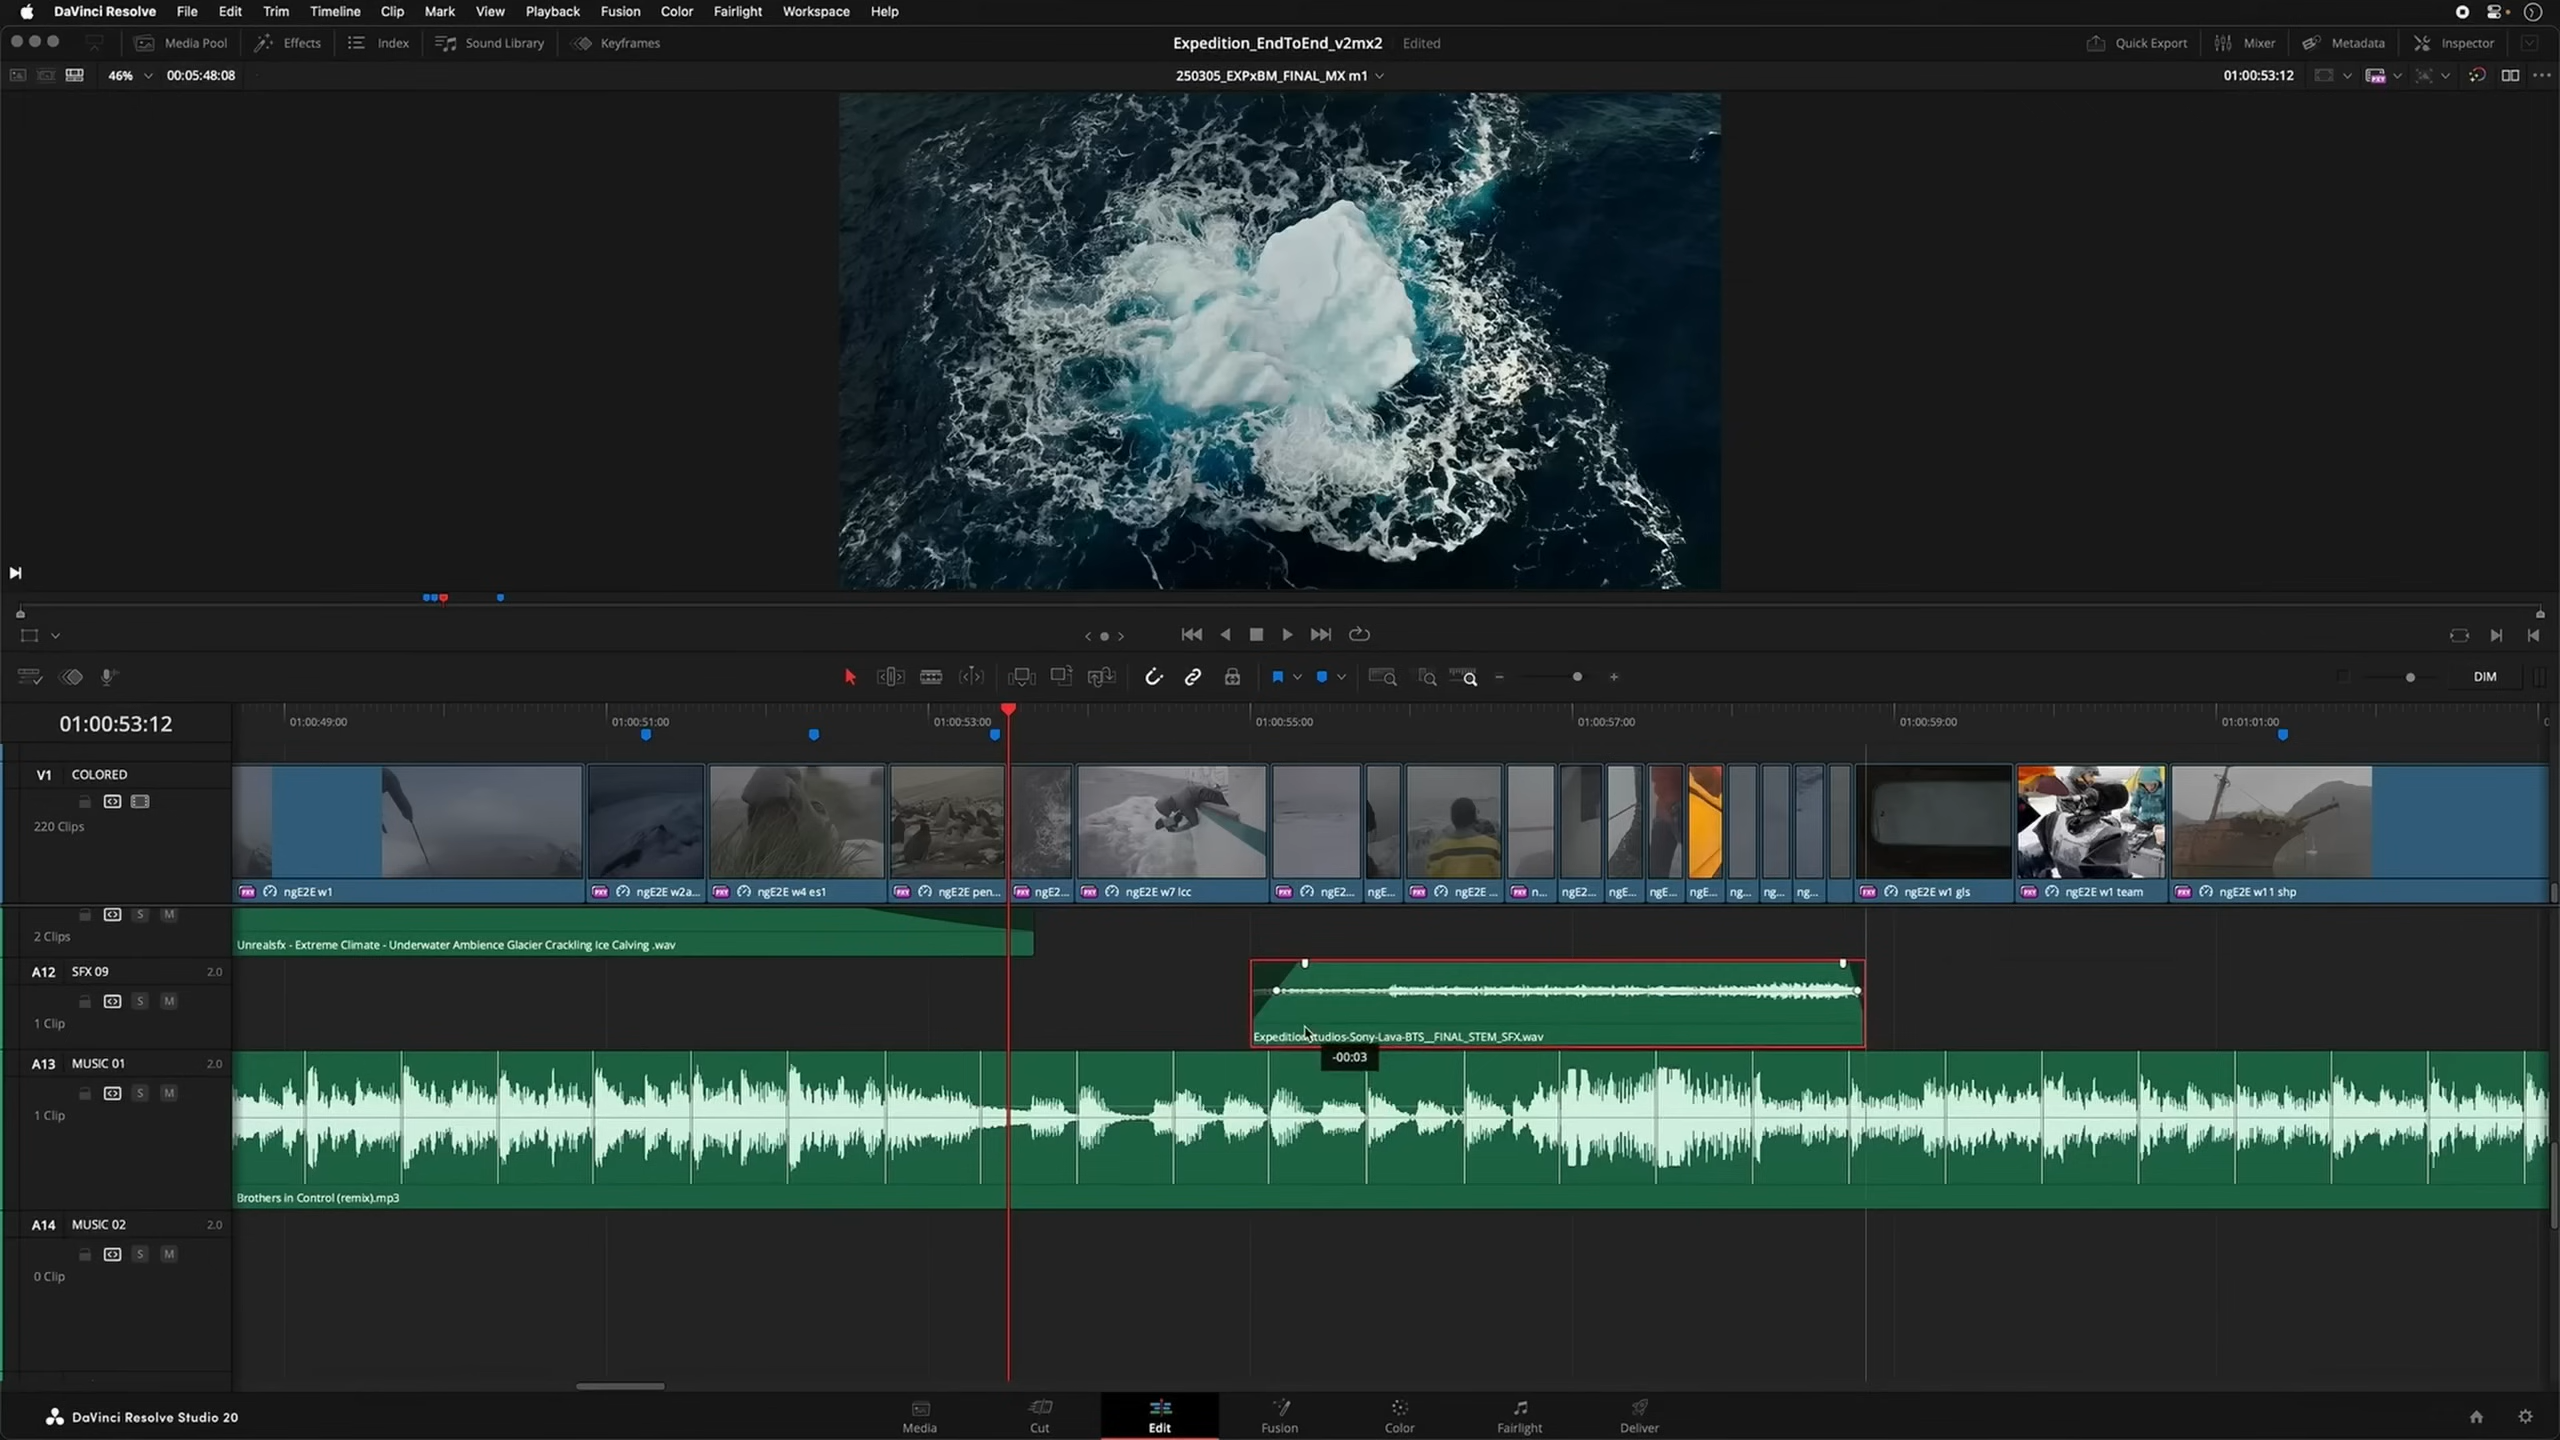 DaVinci Resolve File Edit Trim Timeline Clip Mark View Playback Fusion Color Fairlight Workspace Help
Media Pool Effects Index Sound Library Keyframes Expedition_EndToEnd_v2mx2 Edited Quick Export Mixer Metadata Inspector
46% 00:05:48:08 250305_EXPxBM_FINAL_MX m1 01:00:53:12
DIM
01:00:53:12 01:00:49:00 01:00:51:00 01:00:53:00 01:00:55:00 01:00:57:00 01:00:59:00 01:01:01:00
V1 COLORED
220 Clips
ngE2E w1 ngE2E w2a... ngE2E w4 es1 ngE2E pen... ngE2... ngE2E w7 lcc ngE2... ngE... ngE2E ... n... ngE2... ngE... ngE... ngE... ng... ng... ng... ngE2E w1 gls ngE2E w1 team ngE2E w11 shp
S M
2 Clips
Unrealsfx - Extreme Climate - Underwater Ambience Glacier Crackling Ice Calving .wav
A12 SFX 09 2.0
S M
1 Clip
Expedition tudios-Sony-Lava-BTS__FINAL_STEM_SFX.wav
-00:03
A13 MUSIC 01 2.0
S M
1 Clip
Brothers in Control (remix).mp3
A14 MUSIC 02 2.0
S M
0 Clip
DaVinci Resolve Studio 20
Media Cut Edit Fusion Color Fairlight Deliver